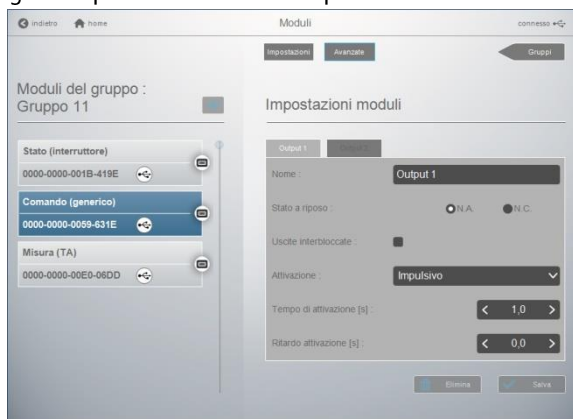 indietro home Moduli connesso
Impostazioni Avanzate Gruppi
Moduli del gruppo :
Gruppo 11
Stato (interruttore)
0000-0000-001B-419E
Comando (generico)
0000-0000-0059-631E
Misura (TA)
0000-0000-00E0-06DD
Impostazioni moduli
Output 1 Output 2
Nome : Output 1
Stato a riposo : N.A. N.C.
Uscite interbloccate :
Attivazione : Impulsivo
Tempo di attivazione [s] : 1,0
Ritardo attivazione [s] : 0,0
Elimina Salva